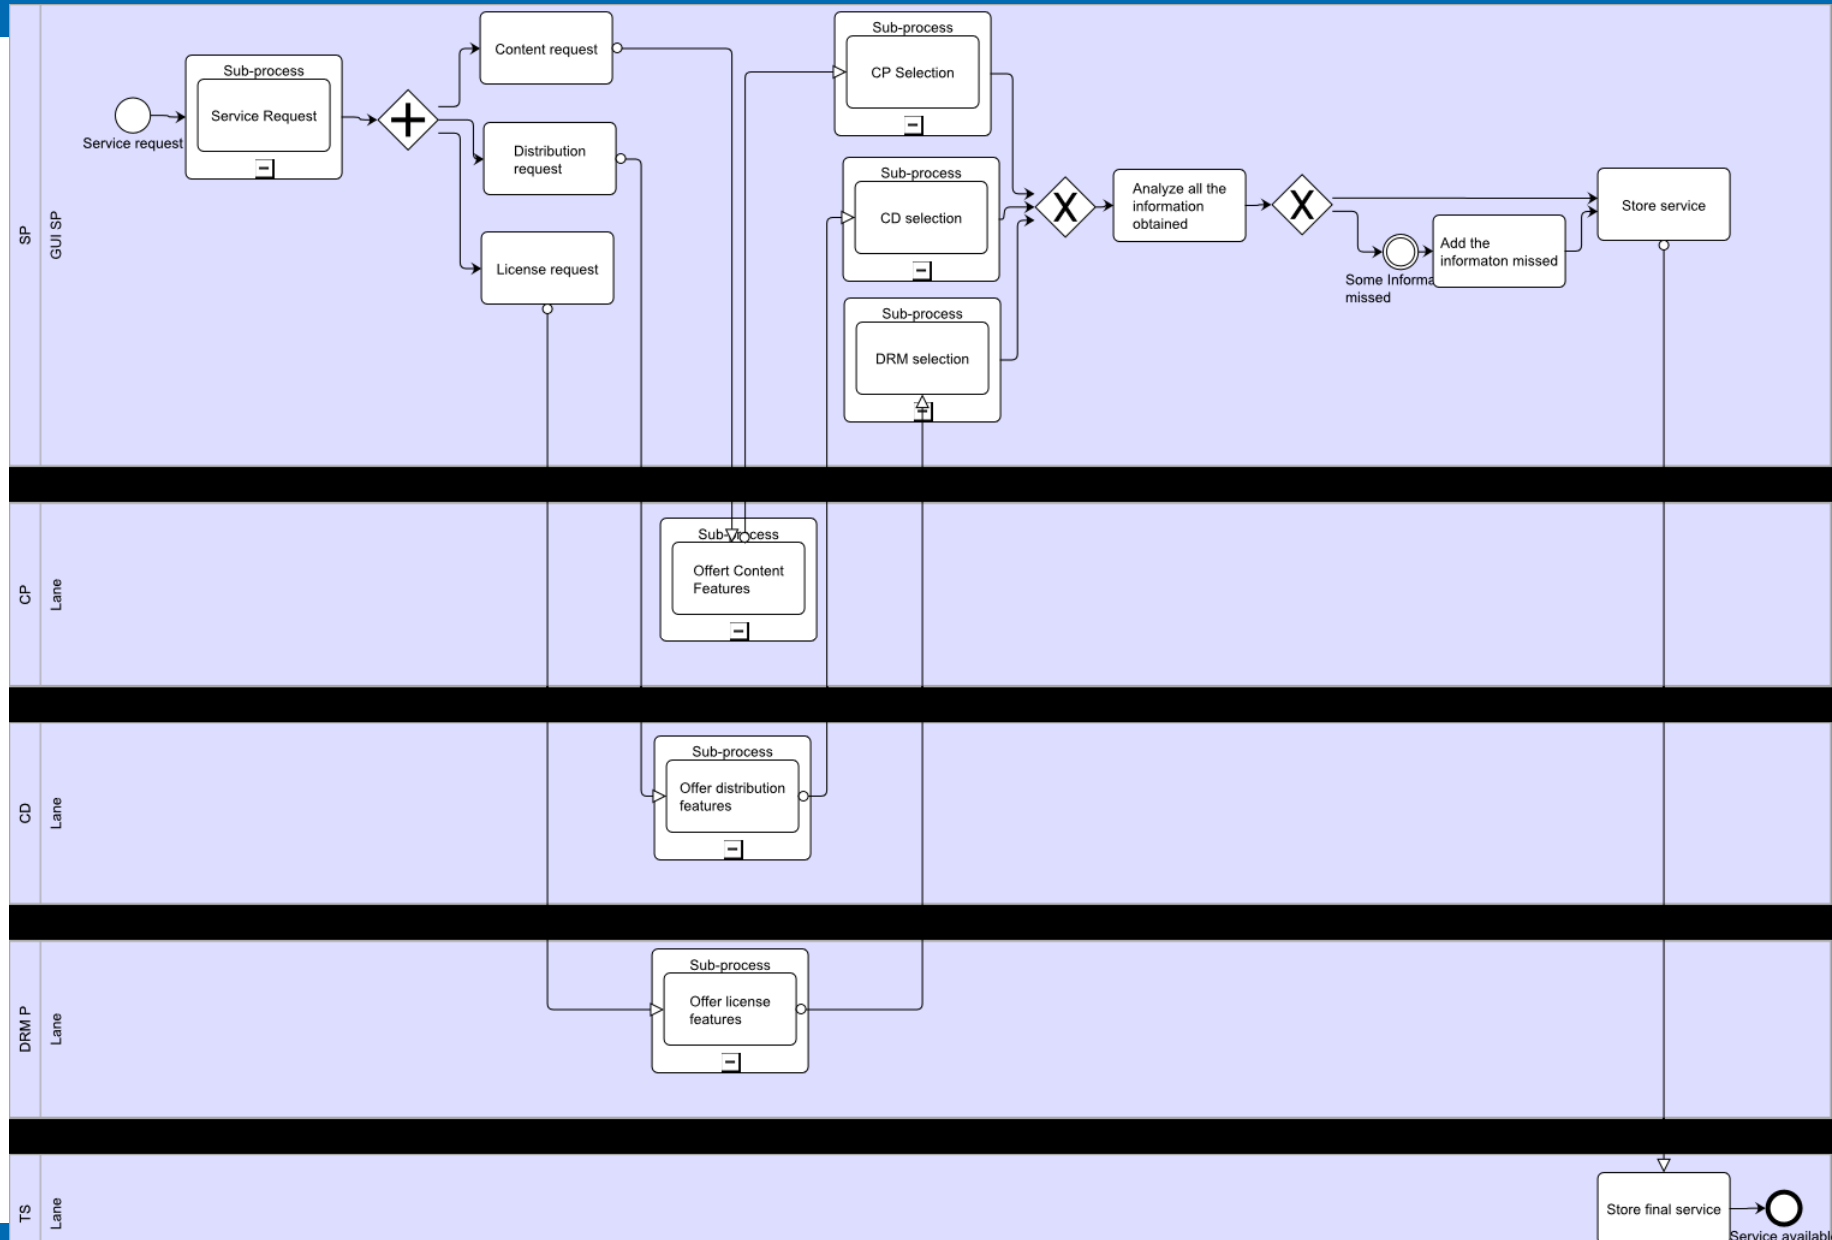 SP
GUI SP
Service request
Sub-process
Service Request
Content request
Distribution
request
License request
Sub-process
CP Selection
Sub-process
CD selection
Sub-process
DRM selection
X
Analyze all the
information
obtained
X
Some Informa
missed
Add the
informaton missed
Store service
CP
Lane
Sub-process
Offert Content
Features
CD
Lane
Sub-process
Offer distribution
features
DRM P
Lane
Sub-process
Offer license
features
TS
Lane
Store final service
Service availabl